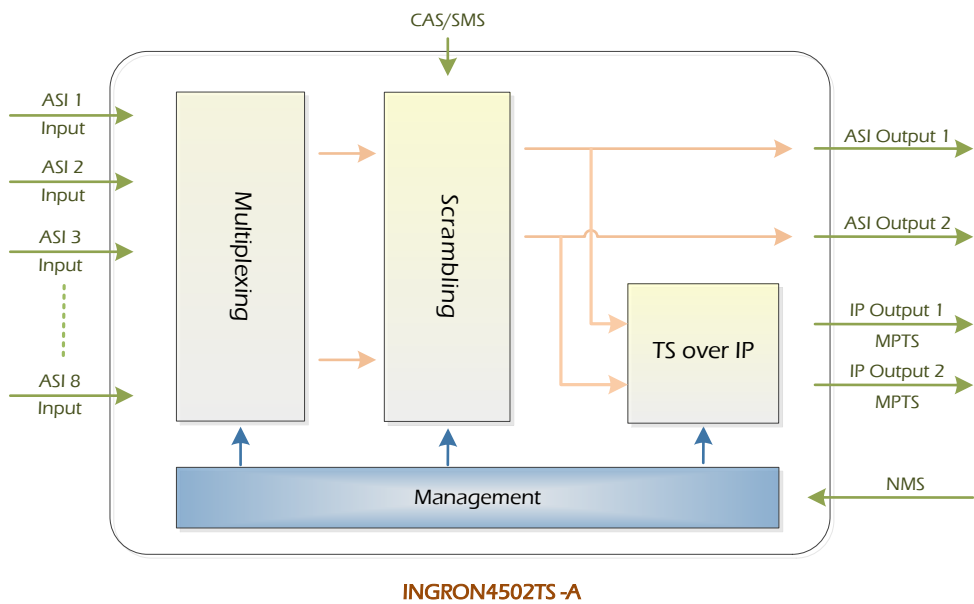 CAS/SMS
ASI 1
Input
ASI 2
Input
ASI 3
Input
ASI 8
Input
Multiplexing
Scrambling
TS over IP
Management
ASI Output 1
ASI Output 2
IP Output 1
MPTS
IP Output 2
MPTS
NMS
INGRON4502TS -A